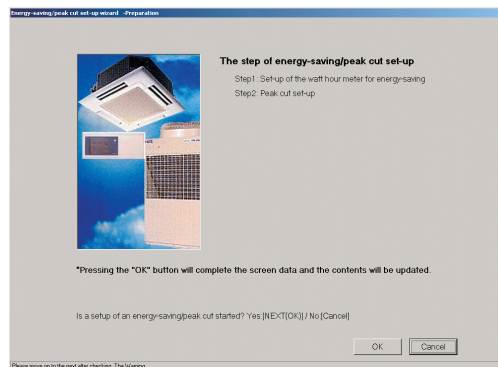 Energy-saving/peak cut set-up wizard -Preparation
The step of energy-saving/peak cut set-up
Step1: Set-up of the watt hour meter for energy-saving
Step2: Peak cut set-up
*Pressing the "OK" button will complete the screen data and the contents will be updated.
Is a setup of an energy-saving/peak cut started? Yes:[NEXT(OK)] / No:[Cancel]
OK Cancel
Please move on to the next after checking The Warning